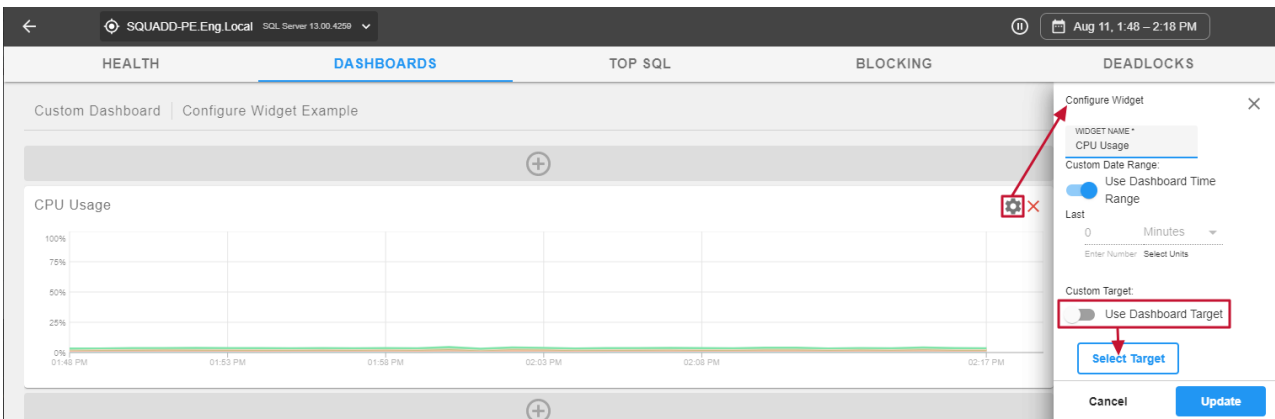 SQUADD-PE.Eng.Local SQL Server 13.00.4259
Aug 11, 1:48 – 2:18 PM
HEALTH DASHBOARDS TOP SQL BLOCKING DEADLOCKS
Custom Dashboard Configure Widget Example
CPU Usage
100%
75%
50%
25%
0%
01:48 PM 01:53 PM 01:58 PM 02:03 PM 02:08 PM 02:17 PM
Configure Widget
WIDGET NAME *
CPU Usage
Custom Date Range:
Use Dashboard Time
Range
Last
0 Minutes
Enter Number Select Units
Custom Target:
Use Dashboard Target
Select Target
Cancel Update